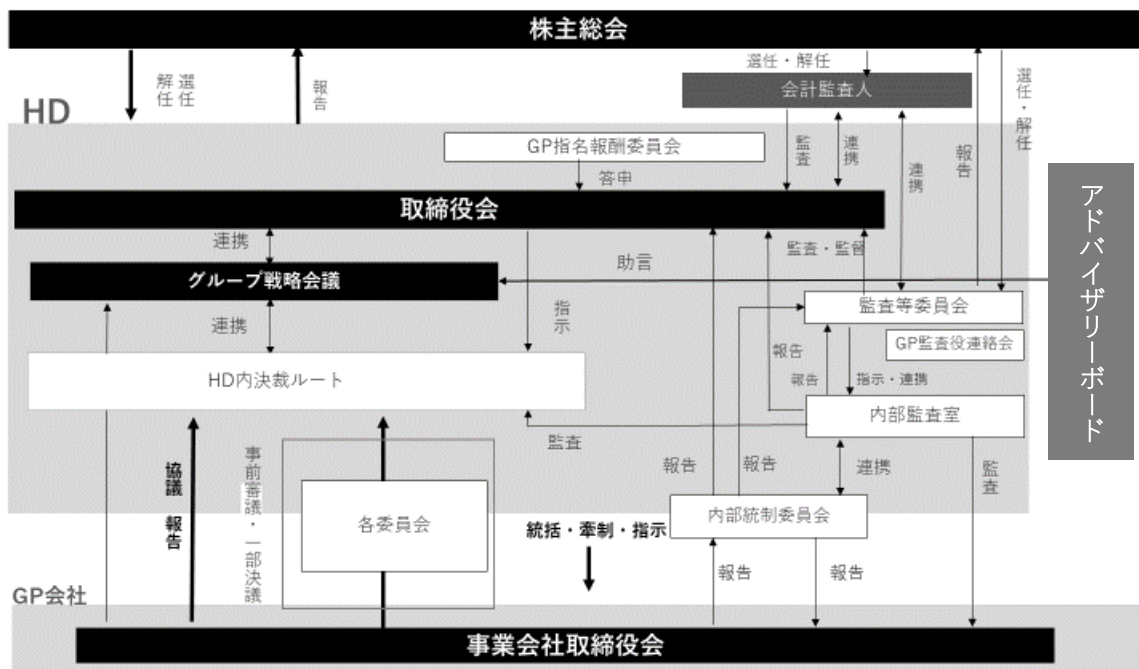 株主総会
選任
解任
報告
選任・解任
会計監査人
選任・解任
HD
GP指名報酬委員会
監査
連携
連携
報告
答申
取締役会
アドバイザリーボード
連携
監査・監督
助言
グループ戦略会議
指示
監査等委員会
連携
GP監査役連絡会
報告
HD内決裁ルート
報告
指示・連携
内部監査室
監査
事前審議・一部決議
協議 報告
報告
報告
連携
監査
各委員会
内部統制委員会
統括・牽制・指示
報告
報告
GP会社
事業会社取締役会